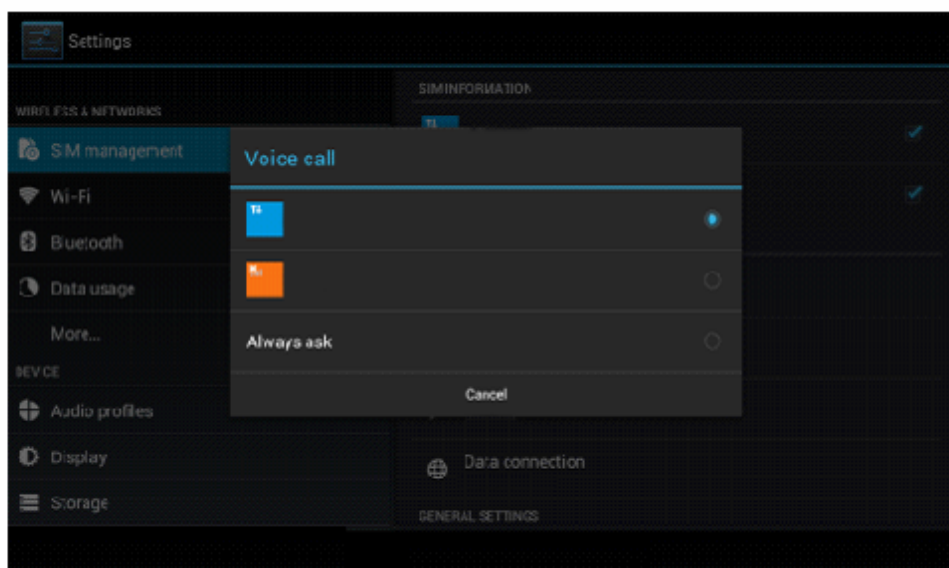 Settings
WIRELESS & NETWORKS
SIM management
Wi-Fi
Bluetooth
Data usage
More...
DEVICE
Audio profiles
Display
Storage
SIM INFORMATION
Voice call
Always ask
Cancel
Data connection
GENERAL SETTINGS